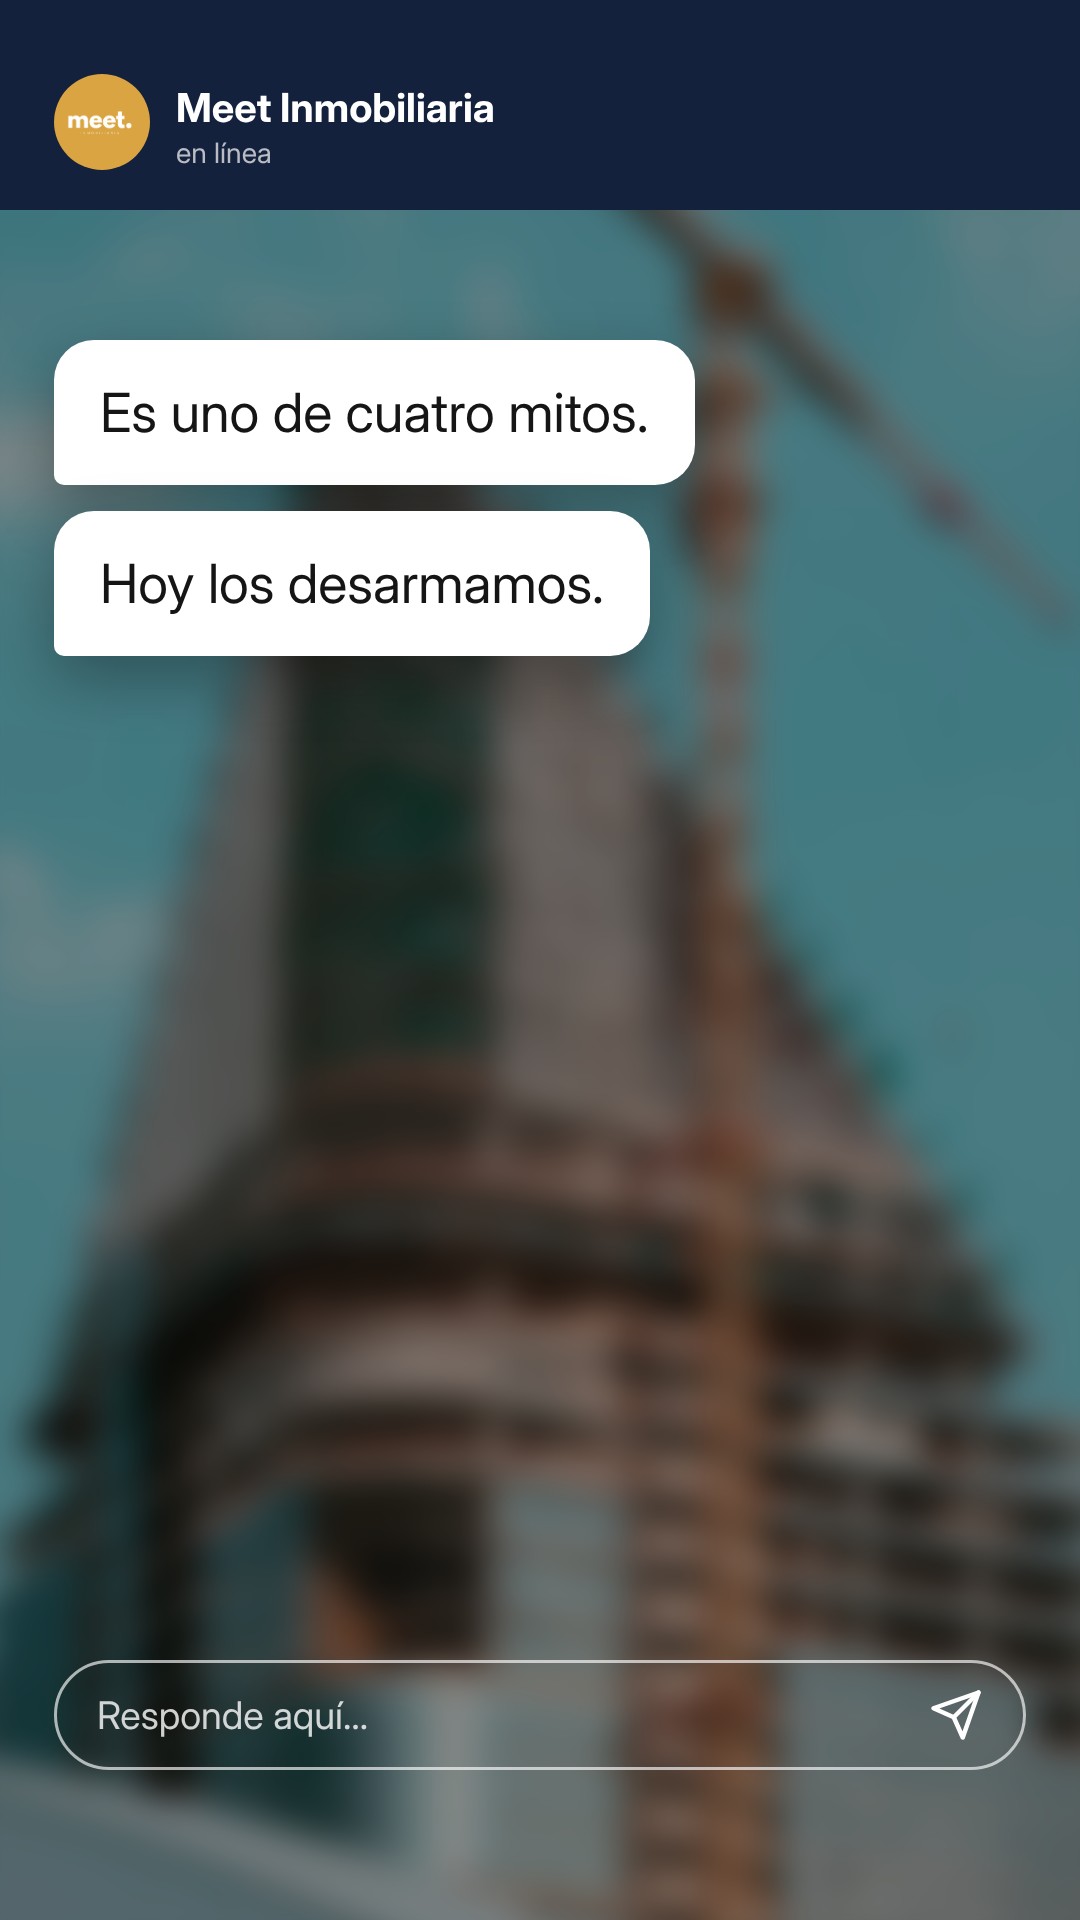 meet.
Meet Inmobiliaria
en línea
Es uno de cuatro mitos.
Hoy los desarmamos.
Responde aquí...